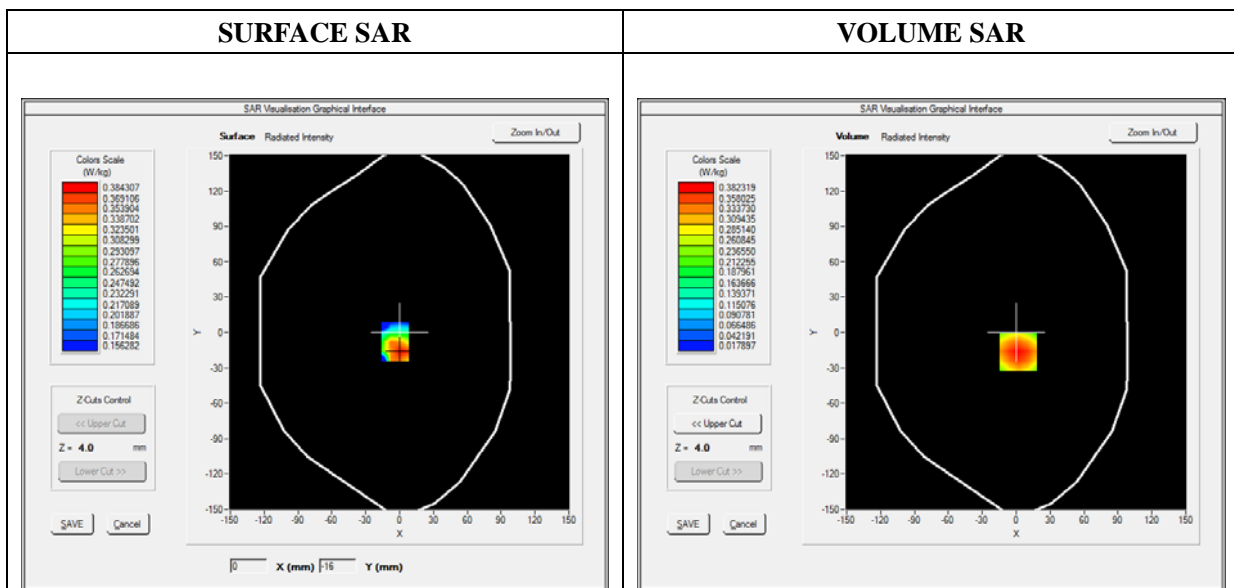 SURFACE SAR
VOLUME SAR
SAR Visualisation Graphical Interface
Surface Radiated Intensity
Zoom In/Out
Colors Scale
(W/kg)
0.384307
0.369106
0.353904
0.338702
0.323501
0.308299
0.293097
0.277896
0.262694
0.247492
0.232291
0.217089
0.201887
0.186686
0.171484
0.156282
Z-Cuts Control
<< Upper Cut
Z = 4.0 mm
Lower Cut >>
SAVE Cancel
150
120
90
60
30
0
-30
-60
-90
-120
-150
Y
-150 -120 -90 -60 -30 0 30 60 90 120 150
X
0 X (mm) -16 Y (mm)
SAR Visualisation Graphical Interface
Volume Radiated Intensity
Zoom In/Out
Colors Scale
(W/kg)
0.382319
0.358025
0.333730
0.309435
0.285140
0.260845
0.236550
0.212255
0.187961
0.163666
0.139371
0.115076
0.090781
0.066486
0.042191
0.017897
Z-Cuts Control
<< Upper Cut
Z = 4.0 mm
Lower Cut >>
SAVE Cancel
150
120
90
60
30
0
-30
-60
-90
-120
-150
Y
-150 -120 -90 -60 -30 0 30 60 90 120 150
X